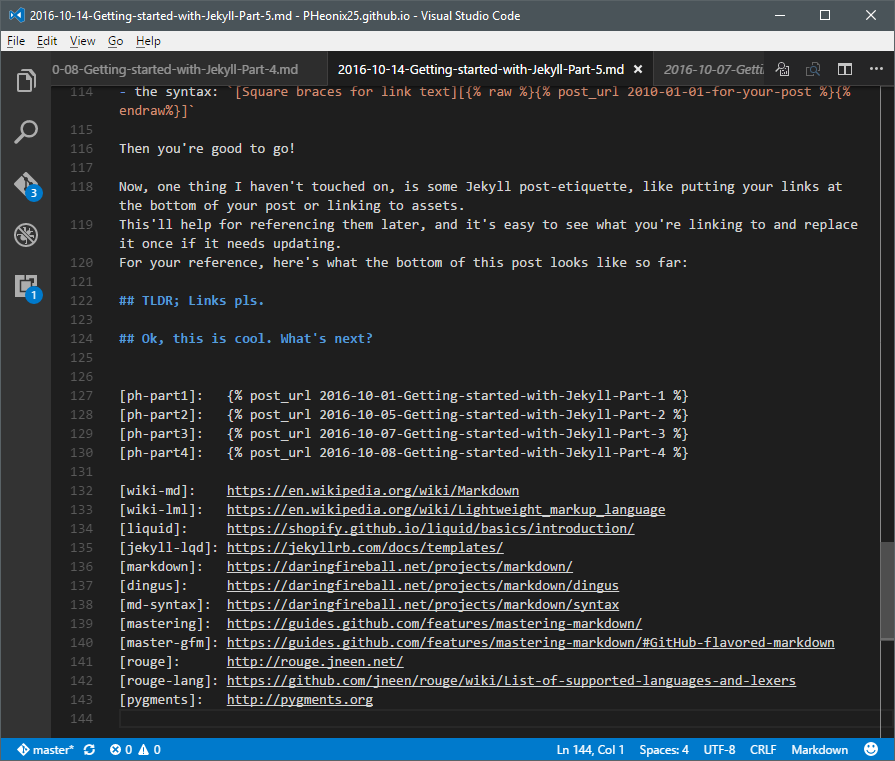 2016-10-14-Getting-started-with-Jekyll-Part-5.md - PHeonix25.github.io - Visual Studio Code
File Edit View Go Help
0-08-Getting-started-with-Jekyll-Part-4.md 2016-10-14-Getting-started-with-Jekyll-Part-5.md × 2016-10-07-Getti
114 - the syntax: `[Square braces for link text][{% raw %}{% post_url 2010-01-01-for-your-post %}{%
endraw%}]`
115
116 Then you're good to go!
117
118 Now, one thing I haven't touched on, is some Jekyll post-etiquette, like putting your links at
the bottom of your post or linking to assets.
119 This'll help for referencing them later, and it's easy to see what you're linking to and replace
it once if it needs updating.
120 For your reference, here's what the bottom of this post looks like so far:
121
122 ## TLDR; Links pls.
123
124 ## Ok, this is cool. What's next?
125
126
127 [ph-part1]: {% post_url 2016-10-01-Getting-started-with-Jekyll-Part-1 %}
128 [ph-part2]: {% post_url 2016-10-05-Getting-started-with-Jekyll-Part-2 %}
129 [ph-part3]: {% post_url 2016-10-07-Getting-started-with-Jekyll-Part-3 %}
130 [ph-part4]: {% post_url 2016-10-08-Getting-started-with-Jekyll-Part-4 %}
131
132 [wiki-md]: https://en.wikipedia.org/wiki/Markdown
133 [wiki-lml]: https://en.wikipedia.org/wiki/Lightweight_markup_language
134 [liquid]: https://shopify.github.io/liquid/basics/introduction/
135 [jekyll-lqd]: https://jekyllrb.com/docs/templates/
136 [markdown]: https://daringfireball.net/projects/markdown/
137 [dingus]: https://daringfireball.net/projects/markdown/dingus
138 [md-syntax]: https://daringfireball.net/projects/markdown/syntax
139 [mastering]: https://guides.github.com/features/mastering-markdown/
140 [master-gfm]: https://guides.github.com/features/mastering-markdown/#GitHub-flavored-markdown
141 [rouge]: http://rouge.jneen.net/
142 [rouge-lang]: https://github.com/jneen/rouge/wiki/List-of-supported-languages-and-lexers
143 [pygments]: http://pygments.org
144
3
1
master* 0 0 Ln 144, Col 1 Spaces: 4 UTF-8 CRLF Markdown